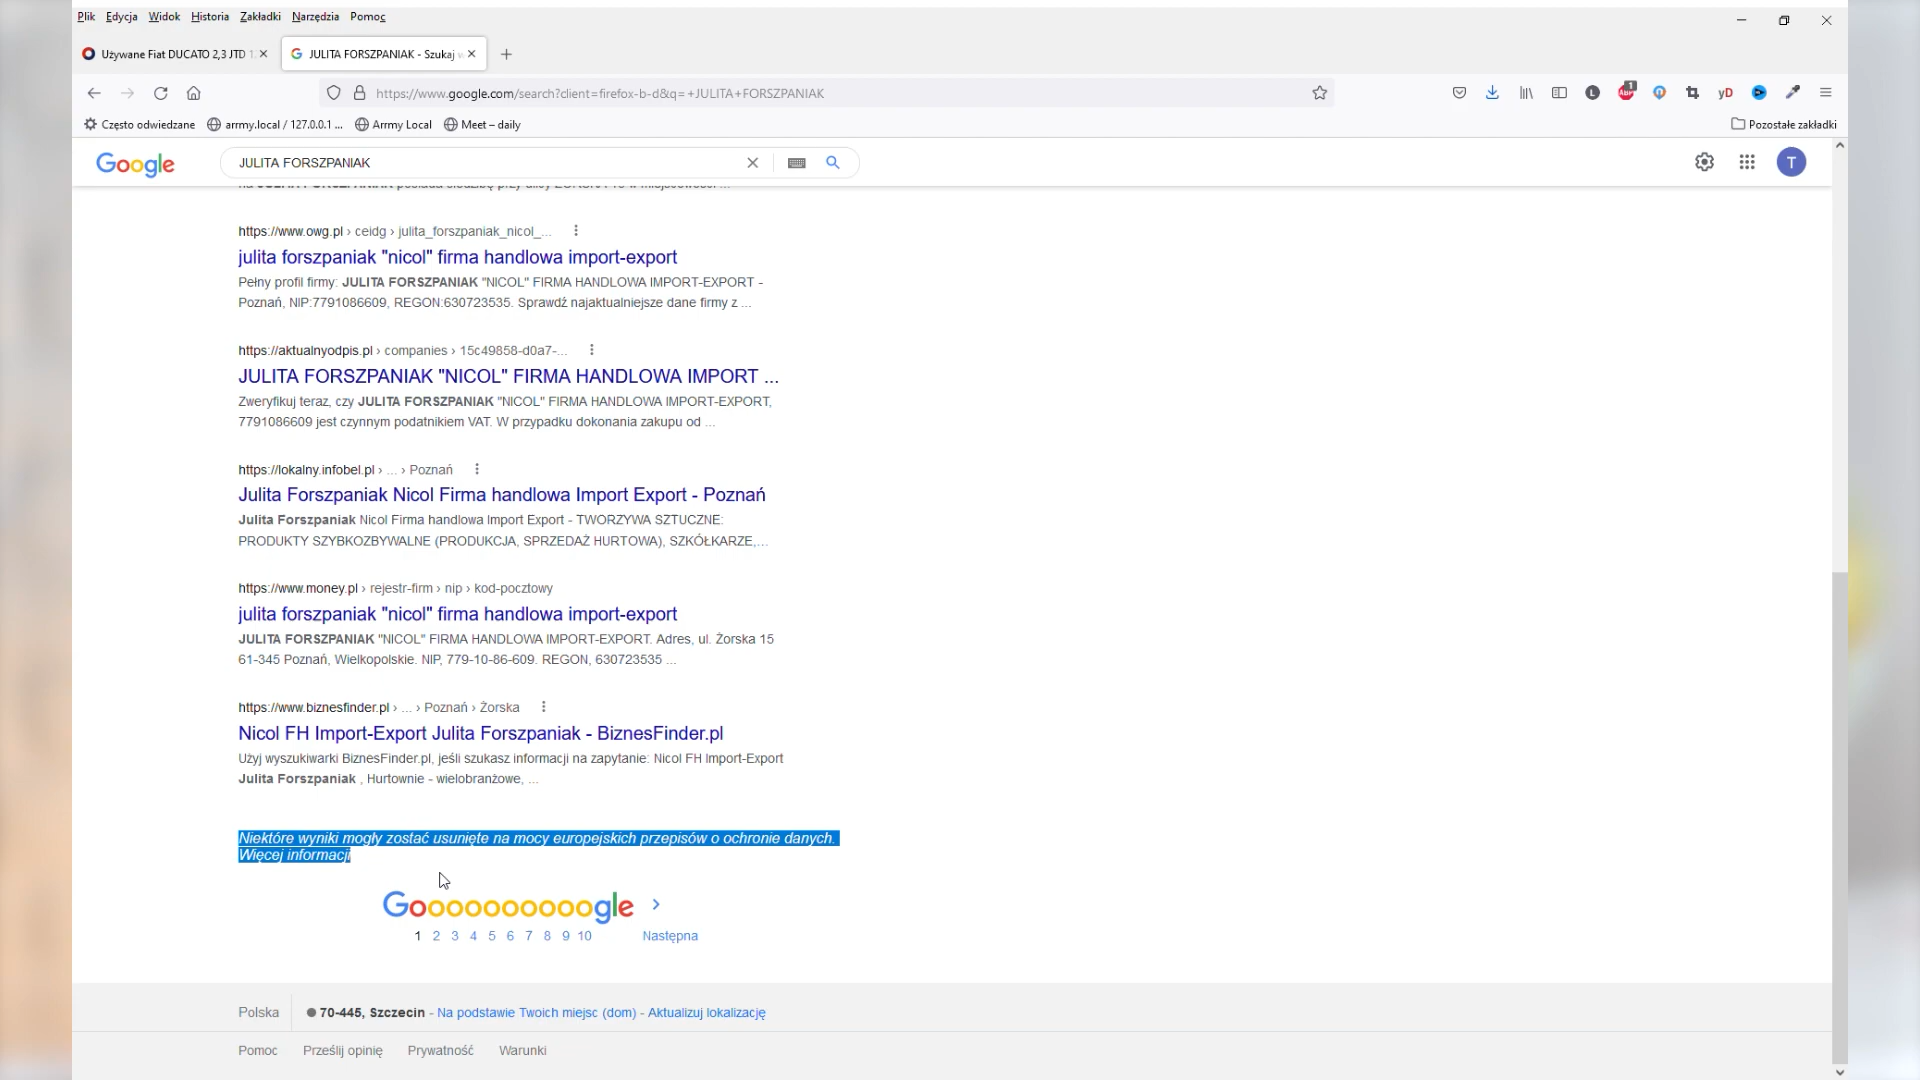 Plik Edycja Widok Historia Zakładki Narzędzia Pomoc
Używane Fiat DUCATO 2,3 JTD
JULITA FORSZPANIAK - Szukaj
https://www.google.com/search?client=firefox-b-d&q=+JULITA+FORSZPANIAK
1
L
ABP
yD
Często odwiedzane arrmy.local / 127.0.0.1 ... Arrmy Local Meet – daily
Pozostałe zakładki
Google
JULITA FORSZPANIAK
T
https://www.owg.pl › ceidg › julita_forszpaniak_nicol_...
julita forszpaniak "nicol" firma handlowa import-export
Pełny profil firmy: JULITA FORSZPANIAK "NICOL" FIRMA HANDLOWA IMPORT-EXPORT -
Poznań, NIP:7791086609, REGON:630723535. Sprawdź najaktualniejsze dane firmy z ...
https://aktualnyodpis.pl › companies › 15c49858-d0a7-...
JULITA FORSZPANIAK "NICOL" FIRMA HANDLOWA IMPORT ...
Zweryfikuj teraz, czy JULITA FORSZPANIAK "NICOL" FIRMA HANDLOWA IMPORT-EXPORT,
7791086609 jest czynnym podatnikiem VAT. W przypadku dokonania zakupu od ...
https://lokalny.infobel.pl › ... › Poznań
Julita Forszpaniak Nicol Firma handlowa Import Export - Poznań
Julita Forszpaniak Nicol Firma handlowa Import Export - TWORZYWA SZTUCZNE:
PRODUKTY SZYBKOZBYWALNE (PRODUKCJA, SPRZEDAŻ HURTOWA), SZKÓŁKARZE,...
https://www.money.pl › rejestr-firm › nip › kod-pocztowy
julita forszpaniak "nicol" firma handlowa import-export
JULITA FORSZPANIAK "NICOL" FIRMA HANDLOWA IMPORT-EXPORT. Adres, ul. Żorska 15
61-345 Poznań, Wielkopolskie. NIP, 779-10-86-609. REGON, 630723535 ...
https://www.biznesfinder.pl › ... › Poznań › Żorska
Nicol FH Import-Export Julita Forszpaniak - BiznesFinder.pl
Użyj wyszukiwarki BiznesFinder.pl, jeśli szukasz informacji na zapytanie: Nicol FH Import-Export
Julita Forszpaniak , Hurtownie - wielobranżowe, ...
Niektóre wyniki mogły zostać usunięte na mocy europejskich przepisów o ochronie danych.
Więcej informacji
Goooooooooogle
1 2 3 4 5 6 7 8 9 10 Następna
Polska 70-445, Szczecin - Na podstawie Twoich miejsc (dom) - Aktualizuj lokalizację
Pomoc Prześlij opinię Prywatność Warunki